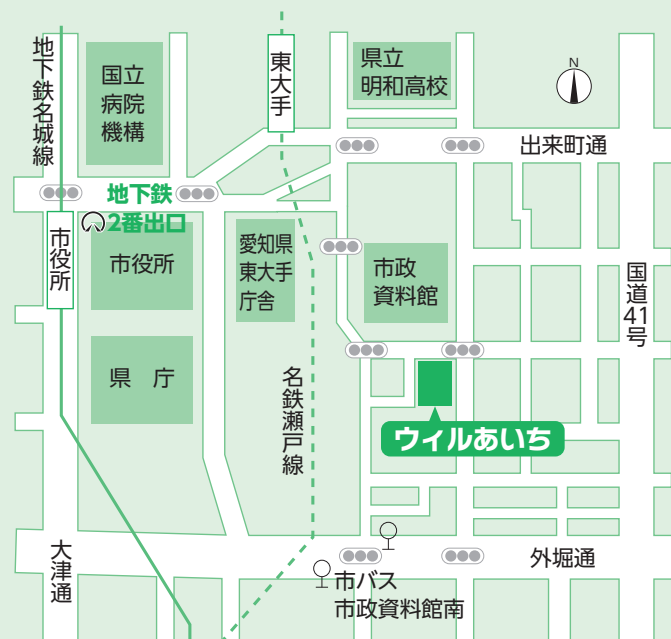 地下鉄名城線
国立
病院
機構
東大手
県立
明和高校
N
出来町通
地下鉄
2番出口
市役所
市役所
愛知県
東大手
庁舎
市政
資料館
国道41号
県 庁
名鉄瀬戸線
ウィルあいち
大津通
外堀通
市バス
市政資料館南